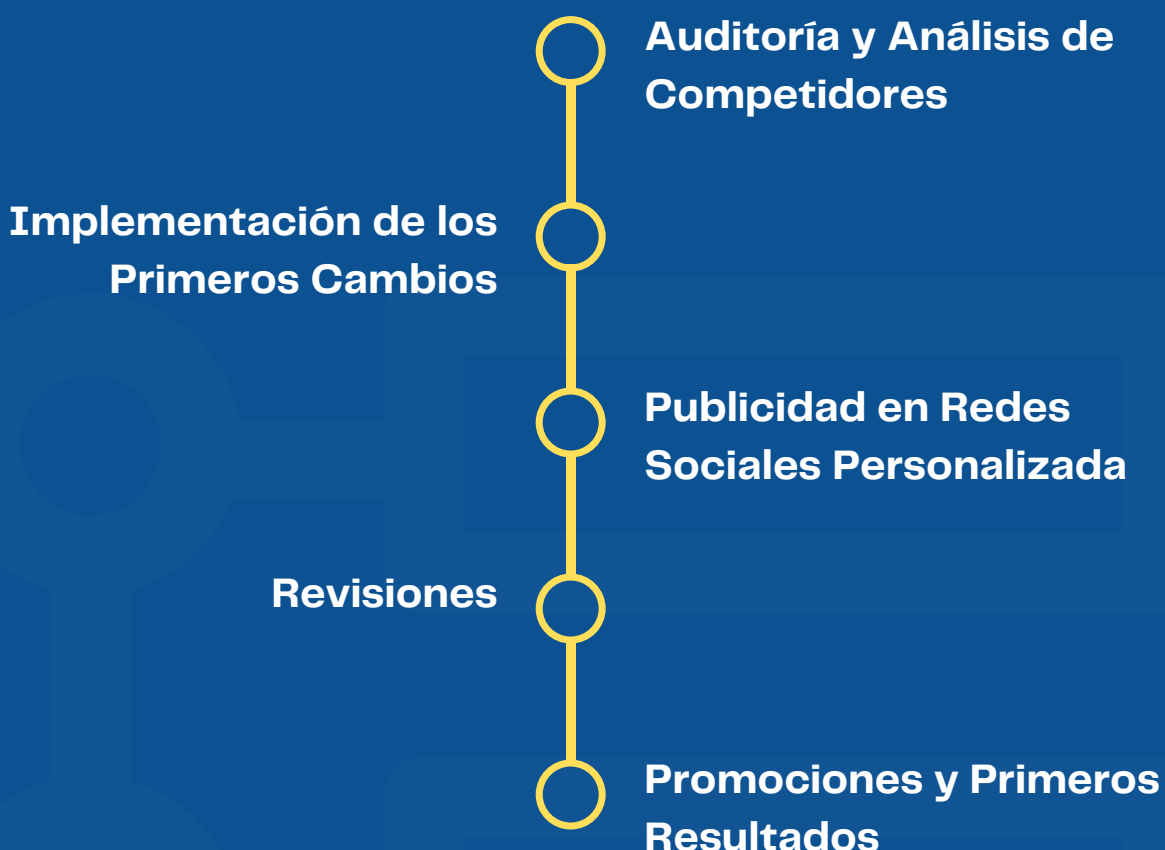 Auditoría y Análisis de
Competidores
Implementación de los
Primeros Cambios
Publicidad en Redes
Sociales Personalizada
Revisiones
Promociones y Primeros
Resultados